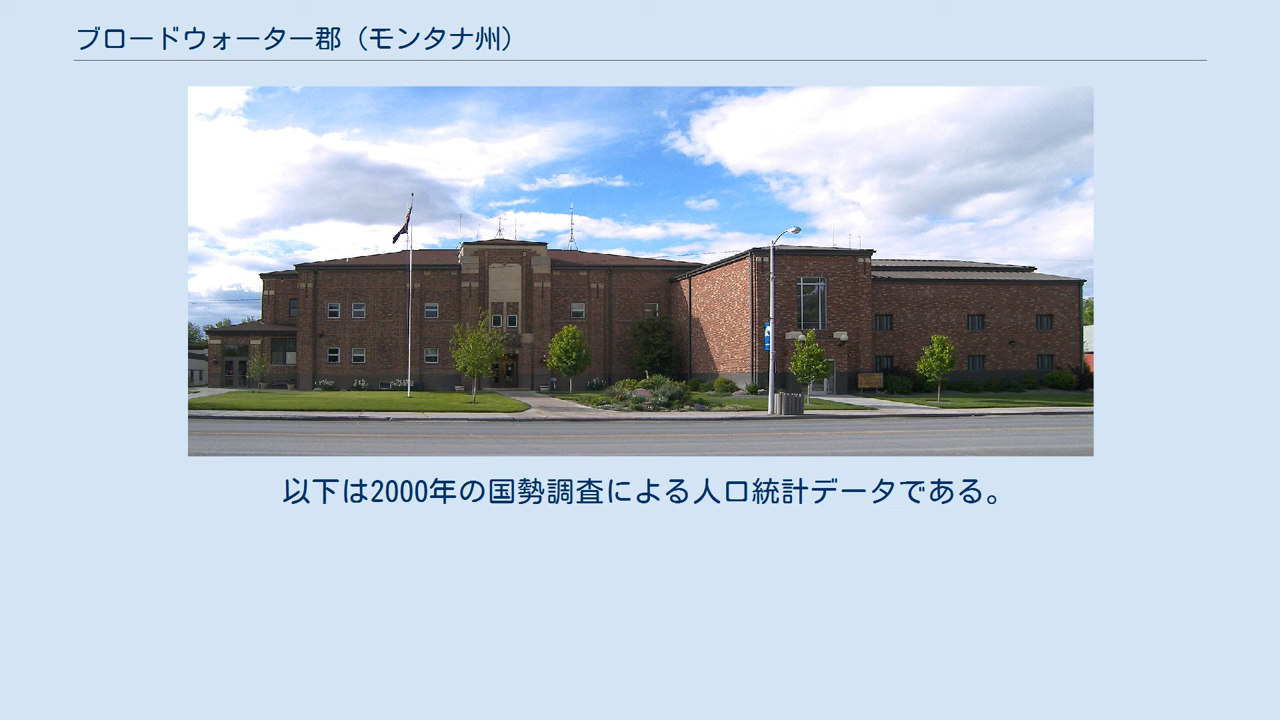 ブロードウォーター郡（モンタナ州）
以下は2000年の国勢調査による人口統計データである。